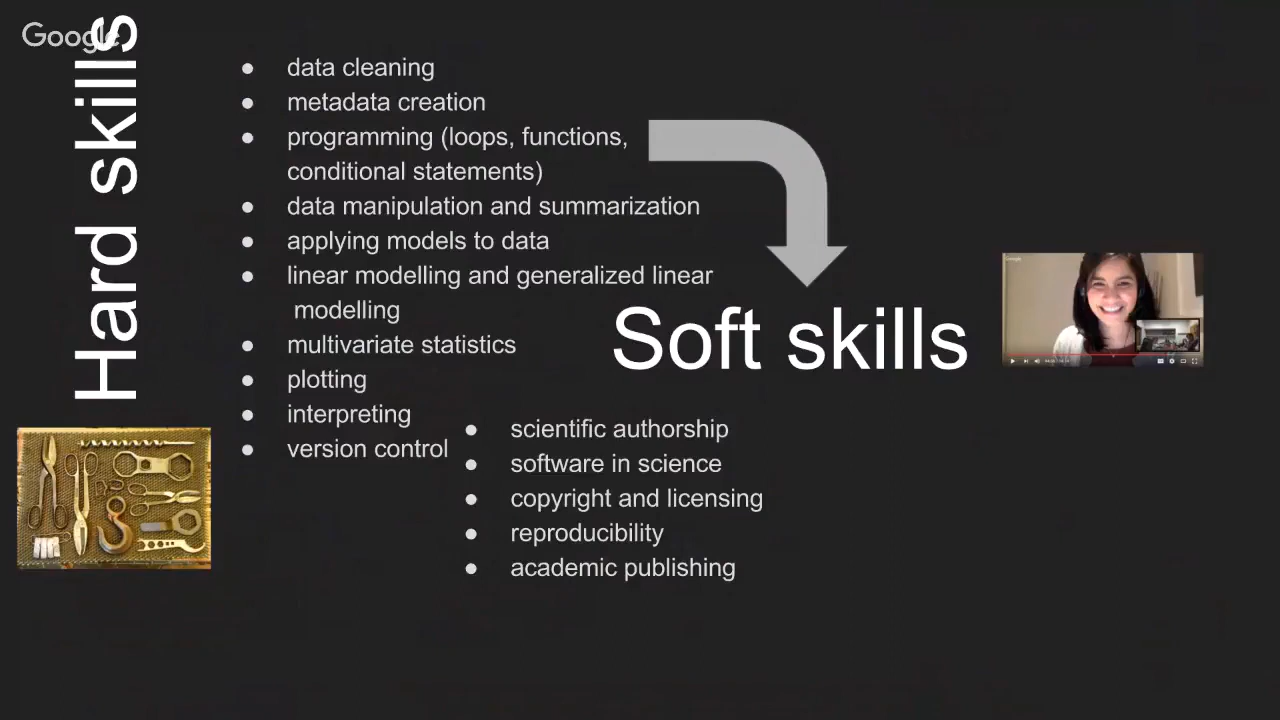 Google
Hard skills
● data cleaning
● metadata creation
● programming (loops, functions,
conditional statements)
● data manipulation and summarization
● applying models to data
● linear modelling and generalized linear
modelling
● multivariate statistics
● plotting
● interpreting
● version control
Soft skills
● scientific authorship
● software in science
● copyright and licensing
● reproducibility
● academic publishing